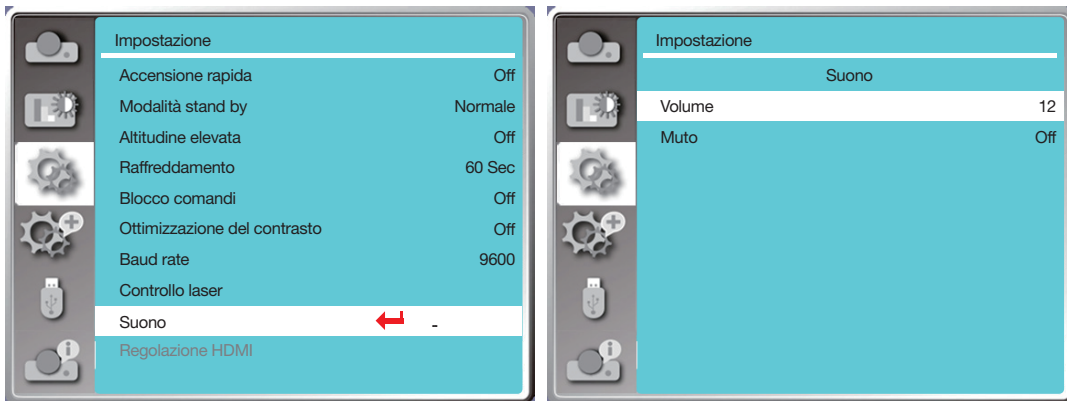 Impostazione
Accensione rapida Off
Modalità stand by Normale
Altitudine elevata Off
Raffreddamento 60 Sec
Blocco comandi Off
Ottimizzazione del contrasto Off
Baud rate 9600
Controllo laser
Suono -
Regolazione HDMI
Impostazione
Suono
Volume 12
Muto Off